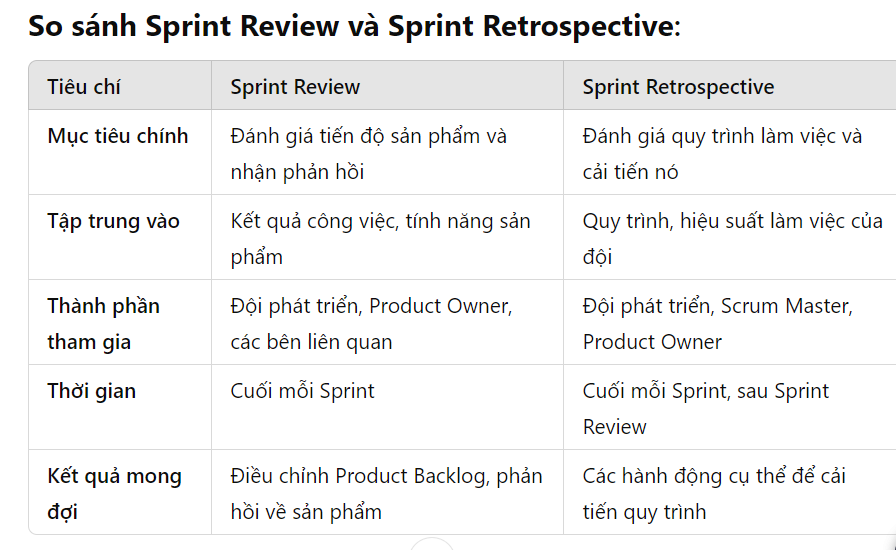 So sánh Sprint Review và Sprint Retrospective:
Tiêu chí Sprint Review Sprint Retrospective
Mục tiêu chính Đánh giá tiến độ sản phẩm và Đánh giá quy trình làm việc và
nhận phản hồi cải tiến nó
Tập trung vào Kết quả công việc, tính năng sản Quy trình, hiệu suất làm việc của
phẩm đội
Thành phần Đội phát triển, Product Owner, Đội phát triển, Scrum Master,
tham gia các bên liên quan Product Owner
Thời gian Cuối mỗi Sprint Cuối mỗi Sprint, sau Sprint
Review
Kết quả mong Điều chỉnh Product Backlog, phản Các hành động cụ thể để cải
đợi hồi về sản phẩm tiến quy trình